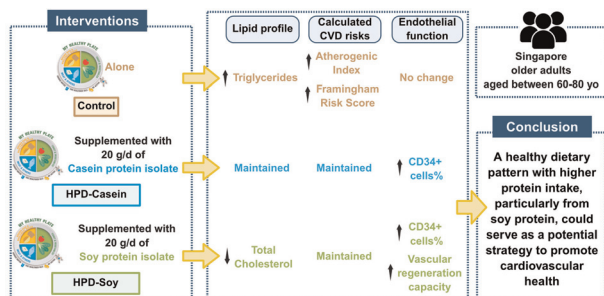 Interventions
MY HEALTHY PLATE
Alone
Control
Supplemented with
20 g/d of
Casein protein isolate
HPD-Casein
Supplemented with
20 g/d of
Soy protein isolate
HPD-Soy
Lipid profile
Calculated
CVD risks
Endothelial
function
Triglycerides
Atherogenic
Index
Framingham
Risk Score
No change
Maintained
Maintained
CD34+
cells%
Total
Cholesterol
Maintained
CD34+
cells%
Vascular
regeneration
capacity
Singapore
older adults
aged between 60-80 yo
Conclusion
A healthy dietary
pattern with higher
protein intake,
particularly from
soy protein, could
serve as a potential
strategy to promote
cardiovascular
health